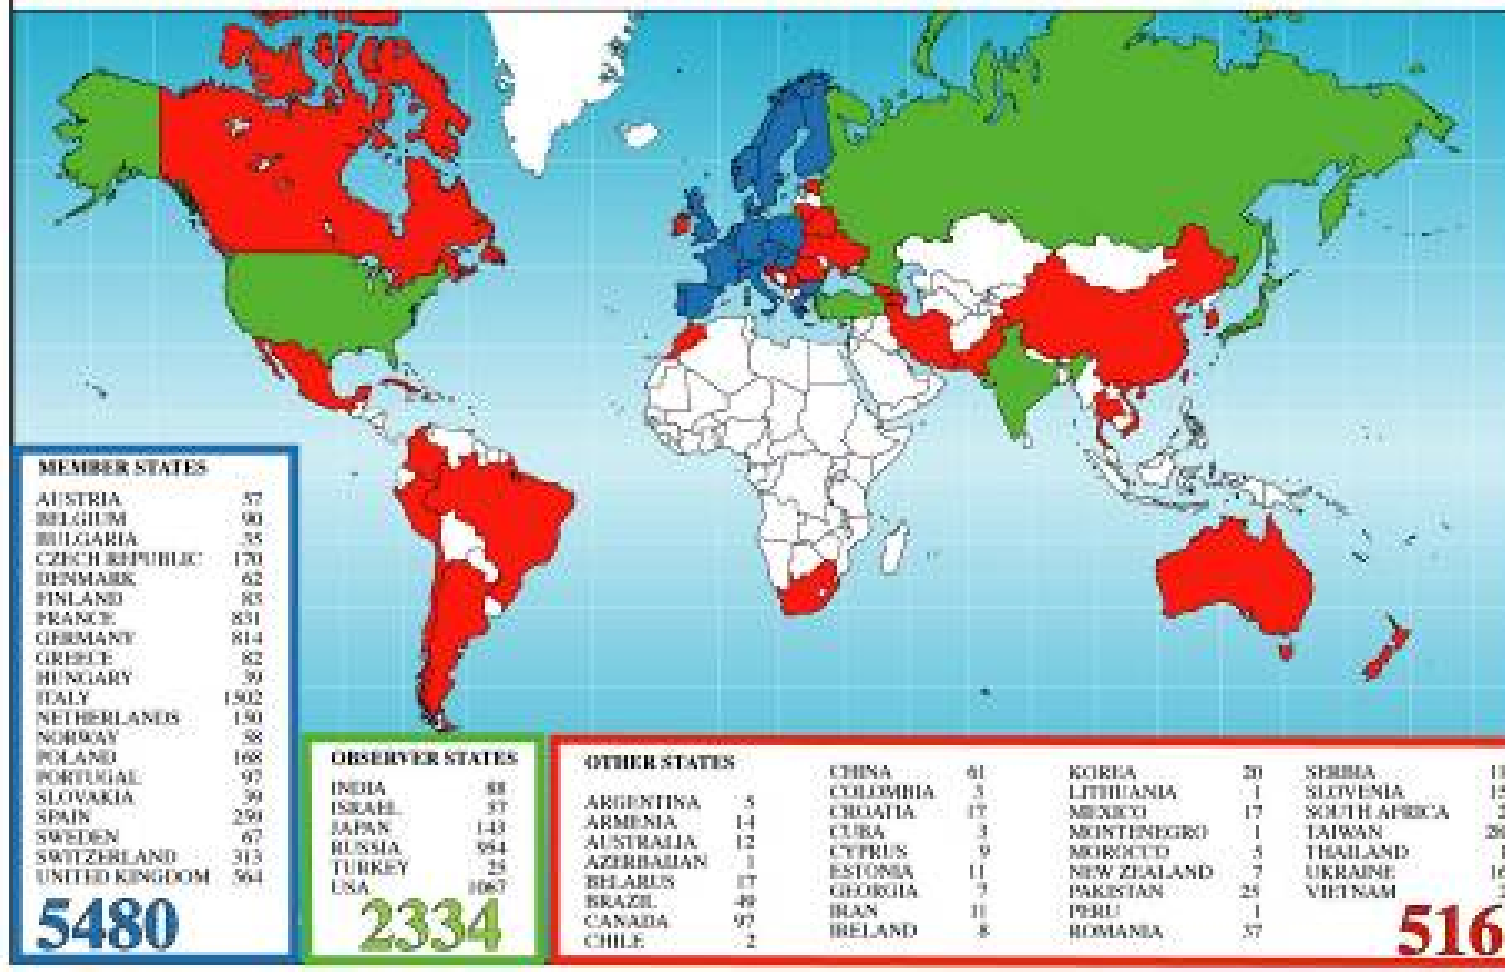 MEMBER STATES
AUSTRIA 57
BELGIUM 90
BULGARIA 35
CZECH REPUBLIC 170
DENMARK 62
FINLAND 83
FRANCE 831
GERMANY 814
GREECE 82
HUNGARY 39
ITALY 1502
NETHERLANDS 150
NORWAY 58
POLAND 168
PORTUGAL 97
SLOVAKIA 39
SPAIN 259
SWEDEN 67
SWITZERLAND 313
UNITED KINGDOM 564
5480
OBSERVER STATES
INDIA 88
ISRAEL 57
JAPAN 143
RUSSIA 954
TURKEY 25
USA 1067
2334
OTHER STATES
ARGENTINA 5
ARMENIA 14
AUSTRALIA 12
AZERBAIJAN 1
BELARUS 17
BRAZIL 49
CANADA 97
CHILE 2
CHINA 61
COLOMBIA
CROATIA 17
CUBA 3
CYPRUS 9
ESTONIA 11
GEORGIA 7
IRAN 11
IRELAND 8
KOREA 20
LITHUANIA 1
MEXICO 17
MONTENEGRO 1
MOROCCO 5
NEW ZEALAND 7
PAKISTAN 25
PERU 1
ROMANIA 37
SERBIA
SLOVENIA
SOUTH AFRICA
TAIWAN
THAILAND
UKRAINE
VIETNAM
516